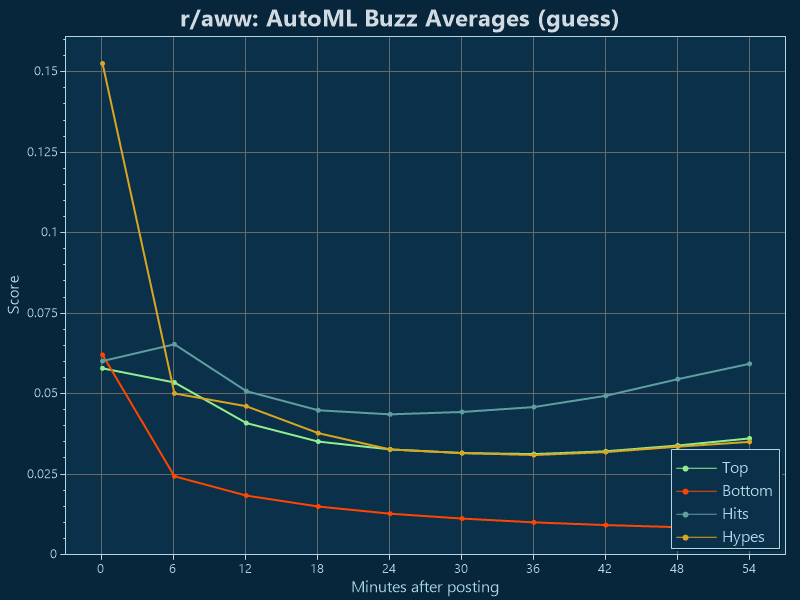 r/aww: AutoML Buzz Averages (guess)
0.15
0.125
0.1
0.075
0.05
0.025
0
Score
0 6 12 18 24 30 36 42 48 54
Minutes after posting
Top
Bottom
Hits
Hypes